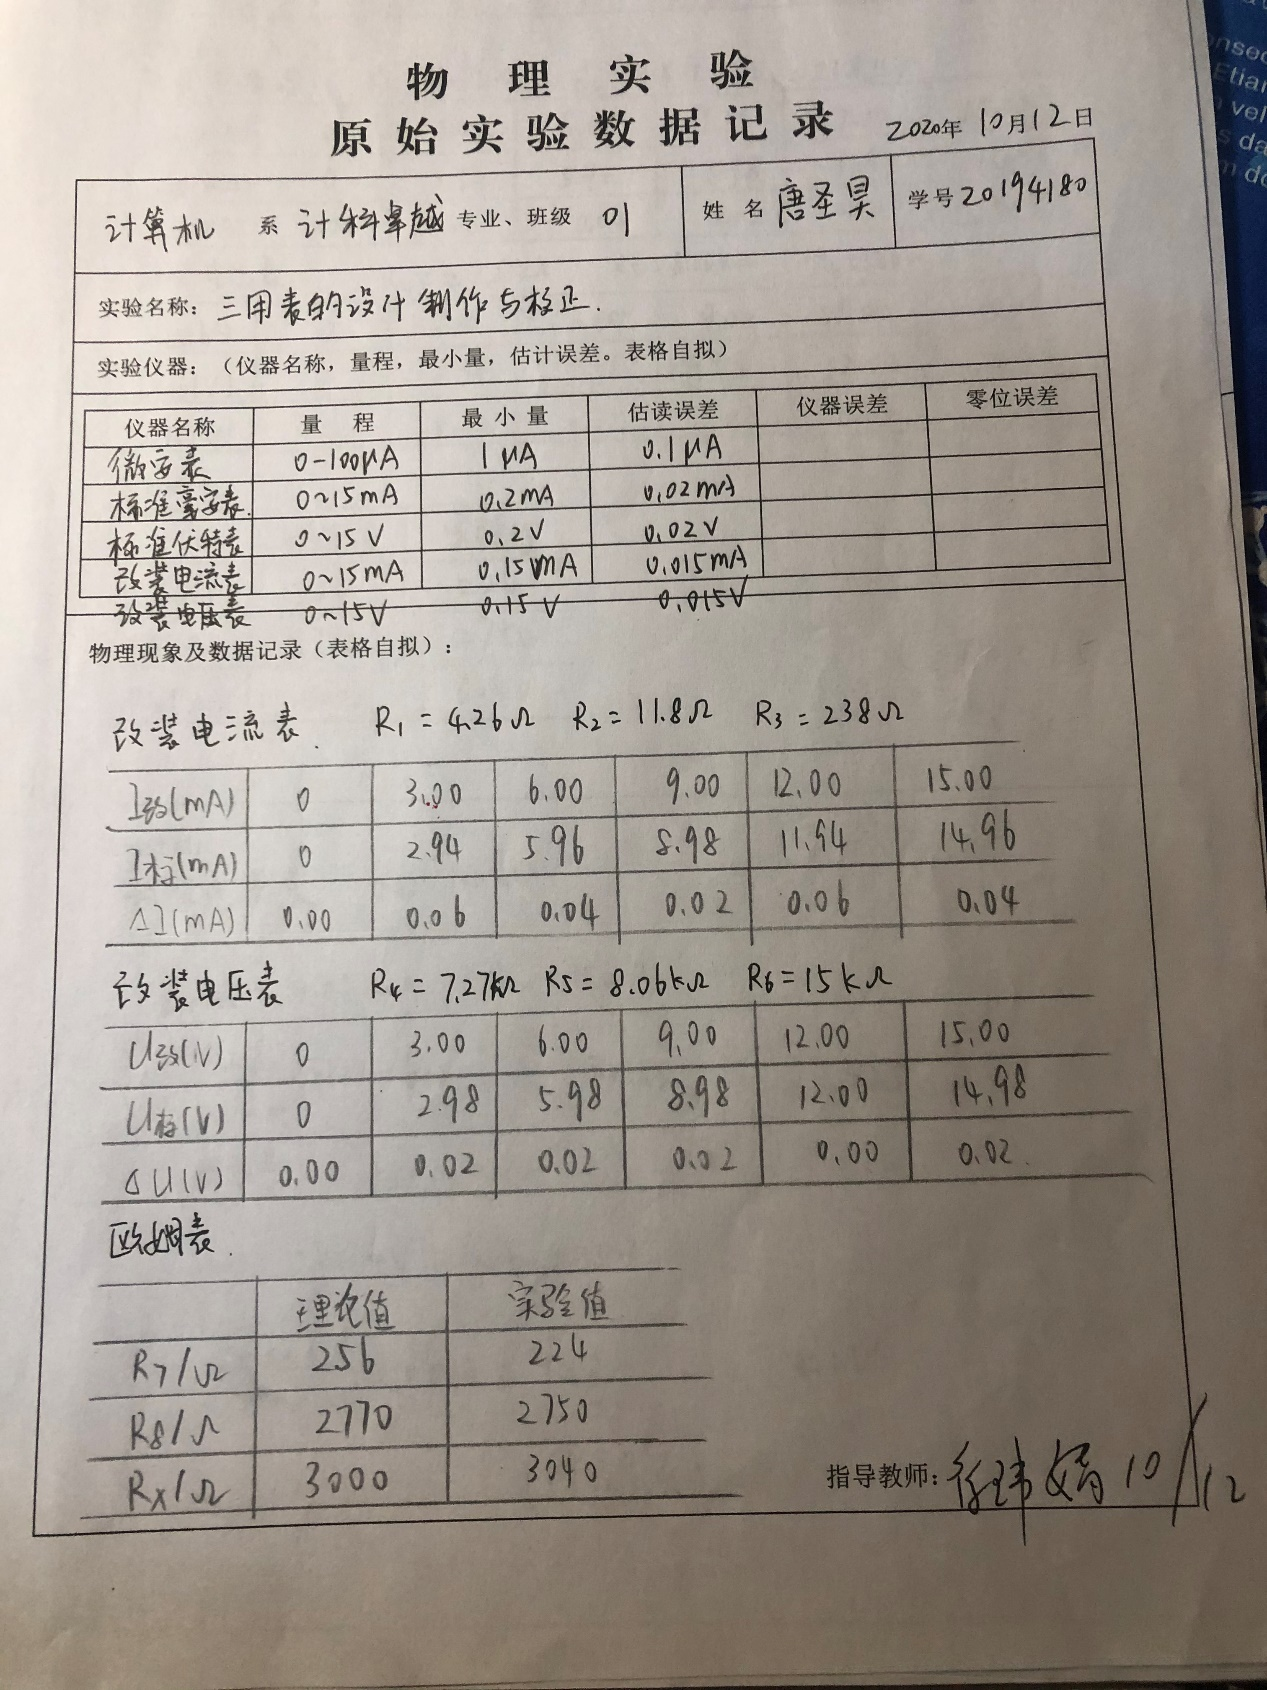 物理实验
原始实验数据记录 2020年10月12日
计算机 系 计科卓越 专业、班级 01 姓名 唐圣昊 学号 20194180
实验名称：三用表的设计制作与校正.
实验仪器：（仪器名称，量程，最小量，估计误差。表格自拟）
仪器名称 量程 最小量 估读误差 仪器误差 零位误差
微安表 0-100μA 1μA 0.1μA
标准毫安表. 0~15mA 0.2mA 0.02mA
标准伏特表 0~15V 0.2V 0.02V
改装电流表 0~15mA 0.15mA 0.015mA
改装电压表 0~15V 0.15V 0.015V
物理现象及数据记录（表格自拟）：
改装电流表. R1=4.26Ω R2=11.8Ω R3=238Ω
I改(mA) 0 3.00 6.00 9.00 12.00 15.00
I标(mA) 0 2.94 5.96 8.98 11.94 14.96
ΔI(mA) 0.00 0.06 0.04 0.02 0.06 0.04
改装电压表 R4=7.27kΩ R5=8.06kΩ R6=15kΩ
U改(V) 0 3.00 6.00 9.00 12.00 15.00
U标(V) 0 2.98 5.98 8.98 12.00 14.98
ΔU(V) 0.00 0.02 0.02 0.02 0.00 0.02.
欧姆表.
理论值 实验值
R7/Ω 256 224
R8/Ω 2770 2750
Rx/Ω 3000 3040
指导教师： 10/12